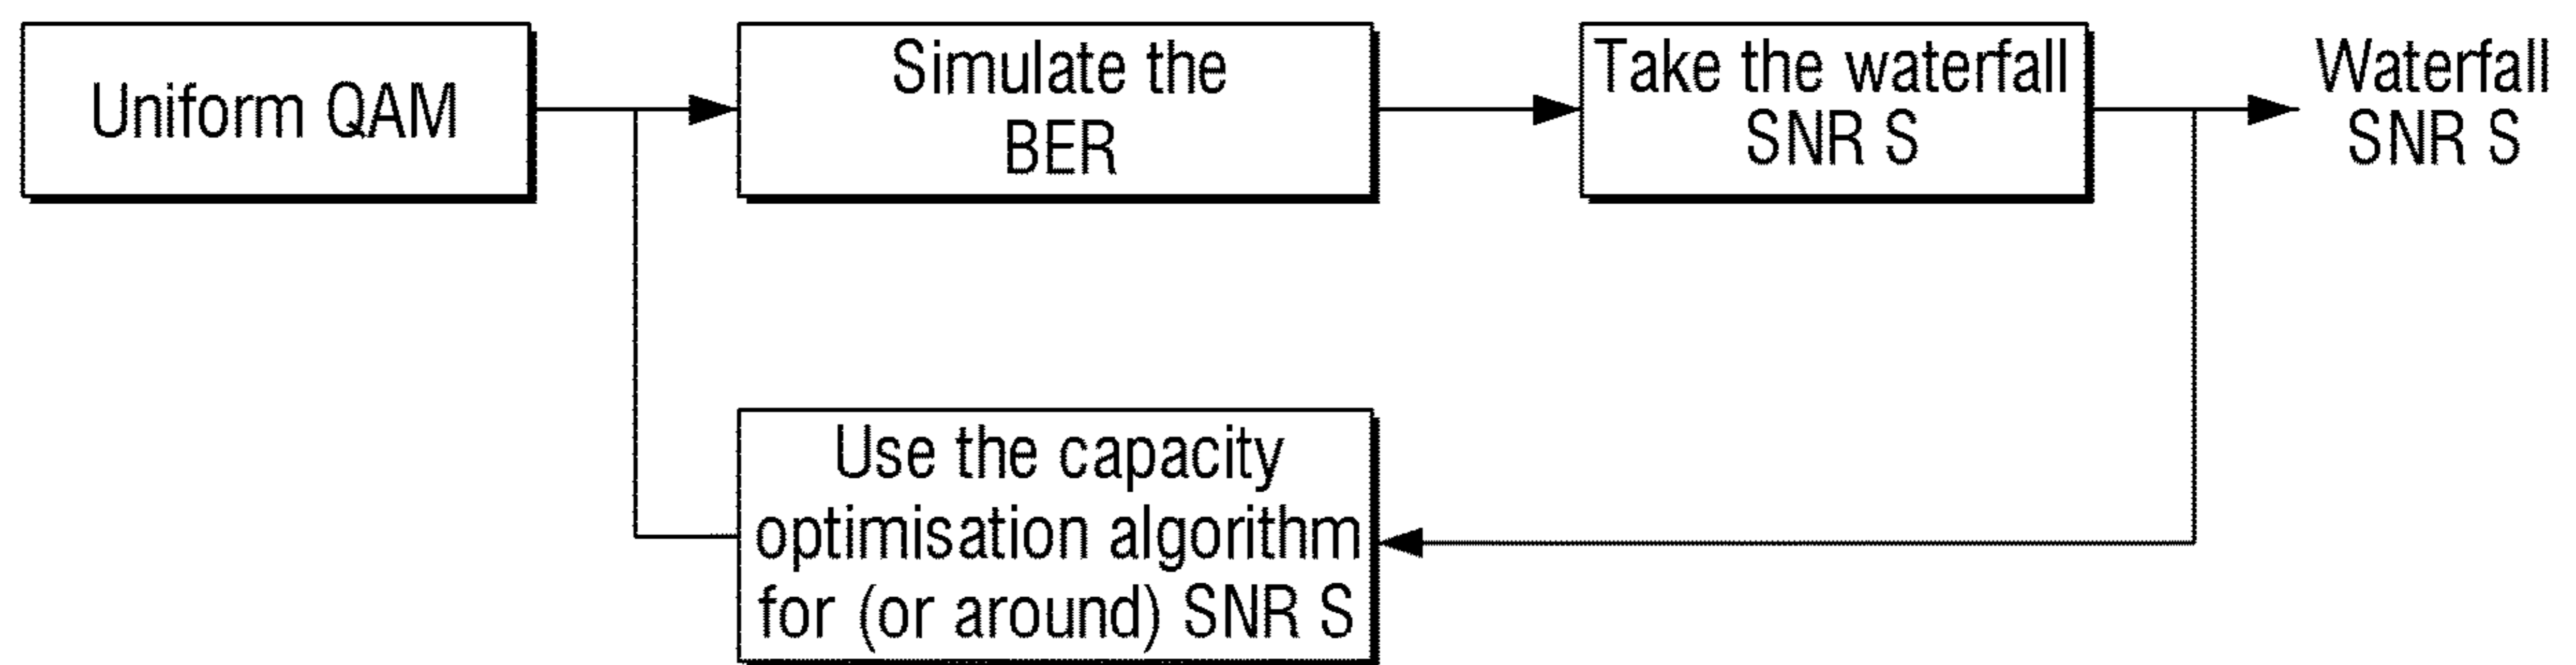 Uniform QAM
Simulate the
BER
Take the waterfall
SNR S
Waterfall
SNR S
Use the capacity
optimisation algorithm
for (or around) SNR S